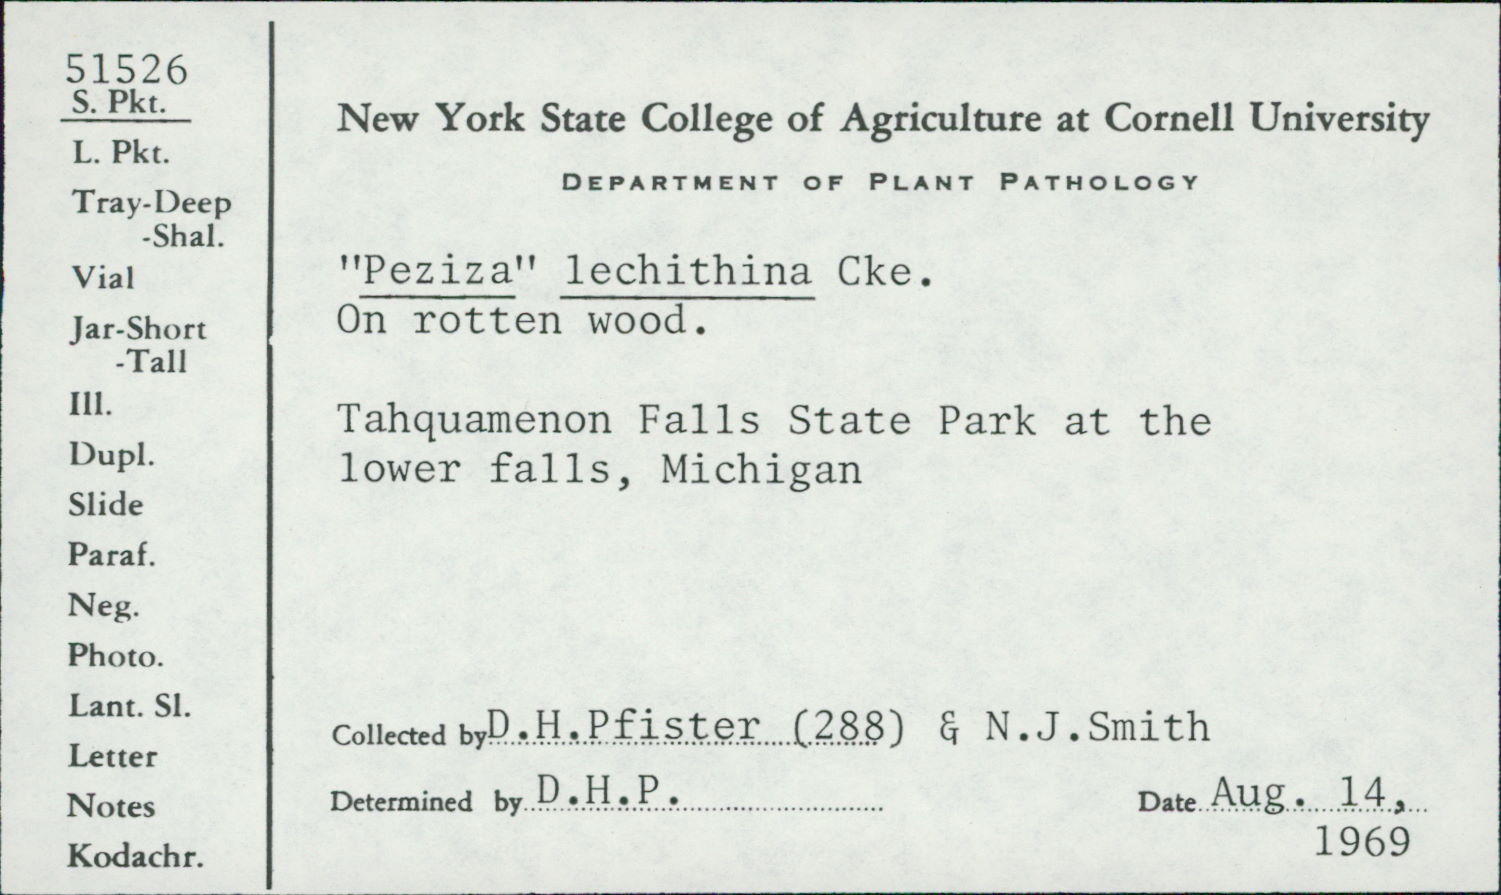 51526
S. Pkt.
L. Pkt.
Tray-Deep
-Shal.
Vial
Jar-Short
-Tall
Ill.
Dupl.
Slide
Paraf.
Neg.
Photo.
Lant. Sl.
Letter
Notes
Kodachr.
New York State College of Agriculture at Cornell University
DEPARTMENT OF PLANT PATHOLOGY
"Peziza" lechithina Cke.
On rotten wood.
Tahquamenon Falls State Park at the
lower falls, Michigan
Collected by D.H.Pfister (288) & N.J.Smith
Determined by D.H.P. Date Aug. 14,
1969